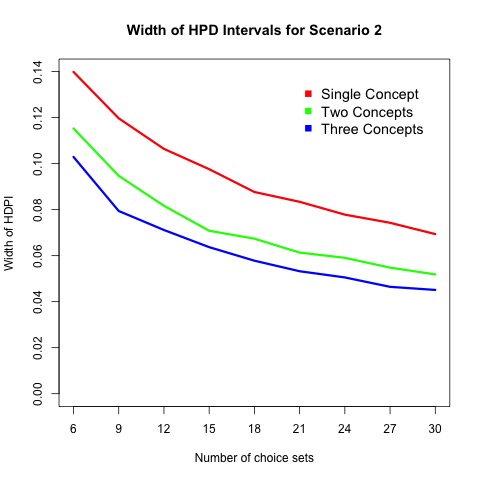 Width of HPD Intervals for Scenario 2
Width of HDPI
0.14
0.12
0.10
0.08
0.06
0.04
0.02
0.00
Single Concept
Two Concepts
Three Concepts
6 9 12 15 18 21 24 27 30
Number of choice sets